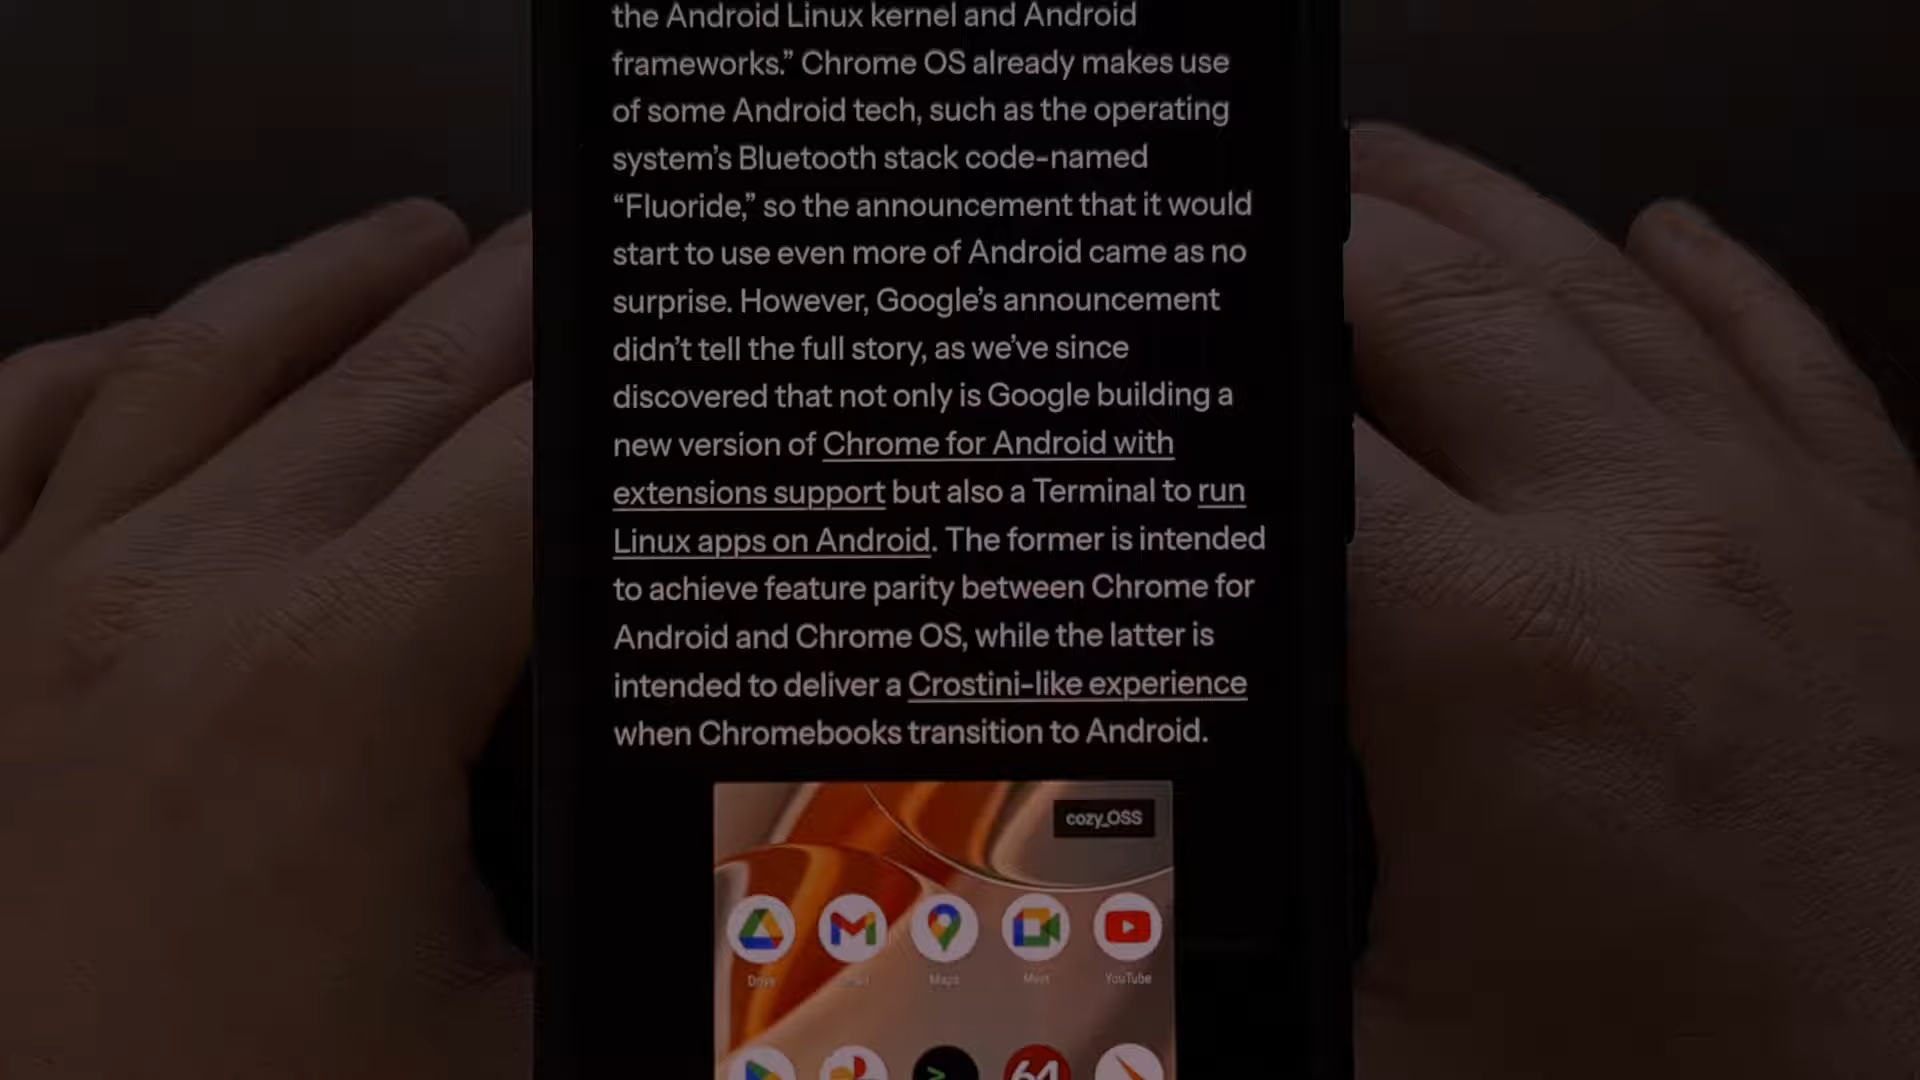 the Android Linux kernel and Android
frameworks.” Chrome OS already makes use
of some Android tech, such as the operating
system’s Bluetooth stack code-named
“Fluoride,” so the announcement that it would
start to use even more of Android came as no
surprise. However, Google’s announcement
didn’t tell the full story, as we’ve since
discovered that not only is Google building a
new version of Chrome for Android with
extensions support but also a Terminal to run
Linux apps on Android. The former is intended
to achieve feature parity between Chrome for
Android and Chrome OS, while the latter is
intended to deliver a Crostini-like experience
when Chromebooks transition to Android.
cozy_OSS
Drive Maps Meet YouTube
64